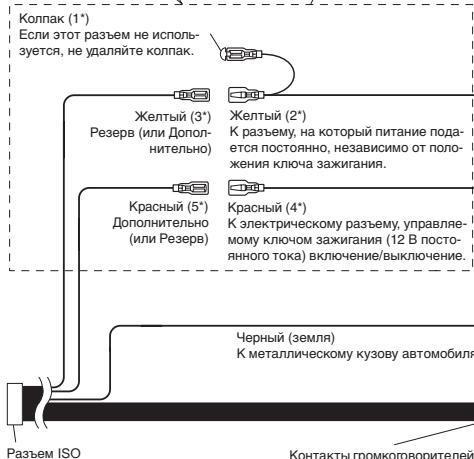 Колпак (1*)
Если этот разъем не исполь-
зуется, не удаляйте колпак.
Желтый (3*)
Резерв (или Допол-
нительно)
Желтый (2*)
К разъему, на который питание пода-
ется постоянно, независимо от поло-
жения ключа зажигания.
Красный (5*)
Дополнительно
(или Резерв)
Красный (4*)
К электрическому разъему, управляе-
мому ключом зажигания (12 В посто-
янного тока) включение/выключение.
Черный (земля)
К металлическому кузову автомобиля
Разъем ISO
Контакты громкоговорителей